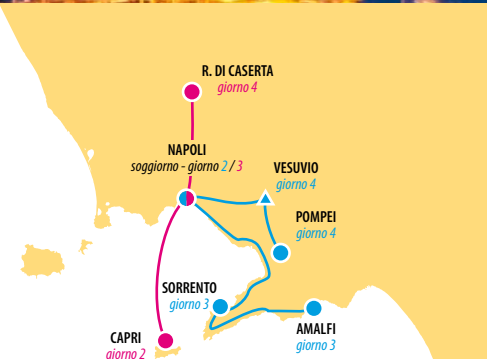 R. DI CASERTA
giorno 4
NAPOLI
soggiorno - giorno 2 / 3
VESUVIO
giorno 4
POMPEI
giorno 4
SORRENTO
giorno 3
AMALFI
giorno 3
CAPRI
giorno 2